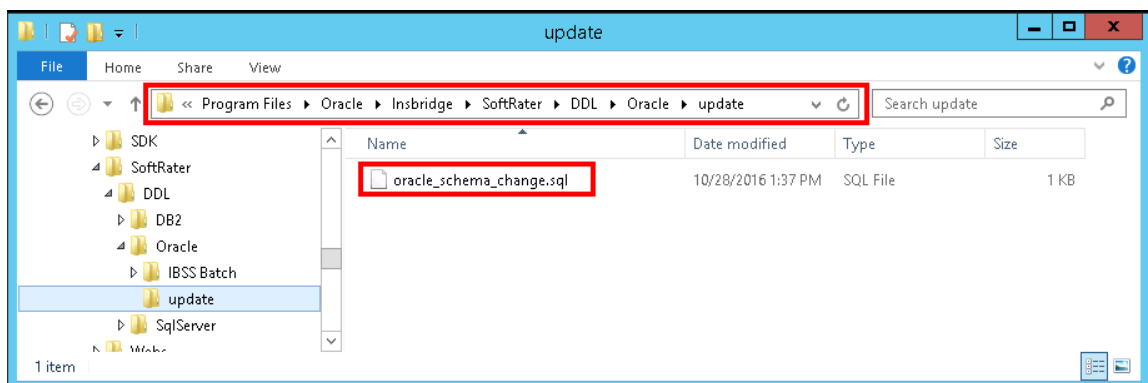 update
File Home Share View
« Program Files Oracle Insbridge SoftRater DDL Oracle update Search update
SDK
SoftRater
DDL
DB2
Oracle
IBSS Batch
update
SqlServer
Name Date modified Type Size
oracle_schema_change.sql 10/28/2016 1:37 PM SQL File 1 KB
1 item